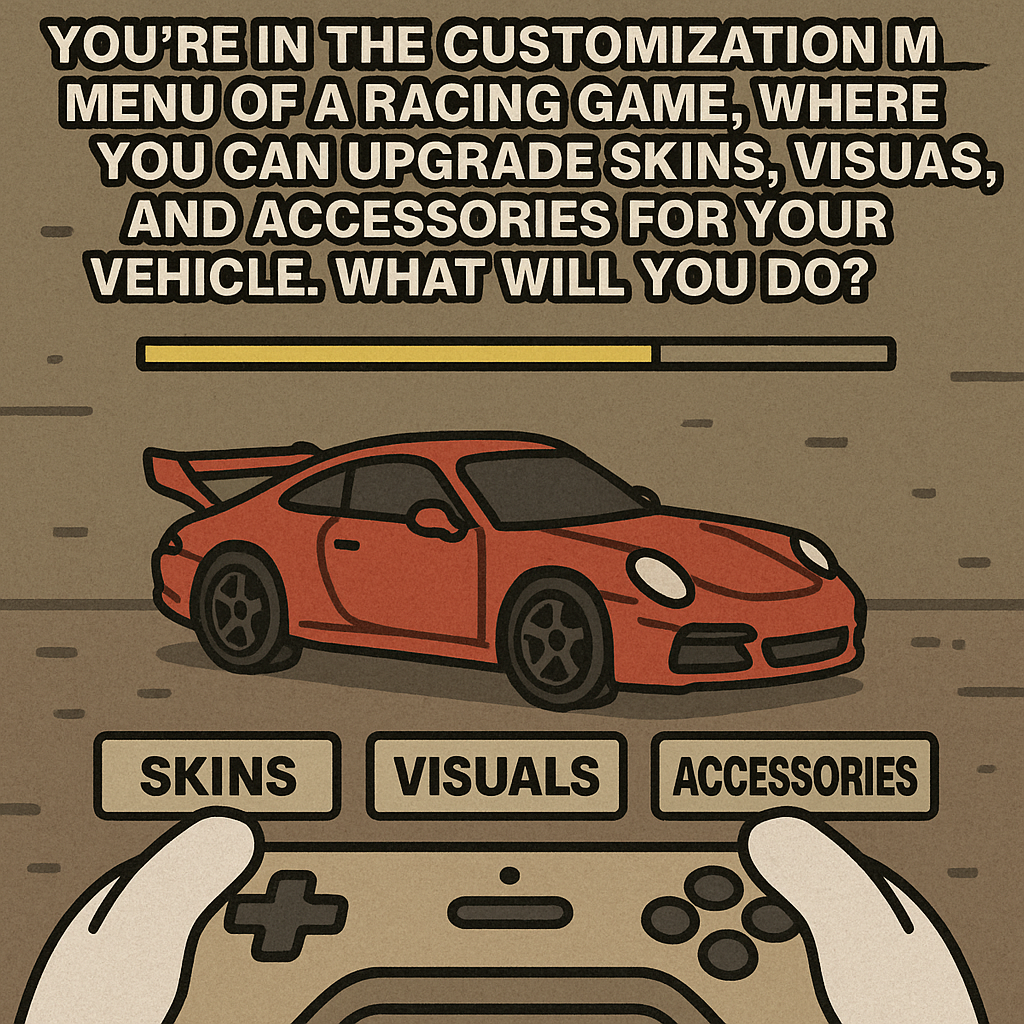 YOU'RE IN THE CUSTOMIZATION M
MENU OF A RACING GAME, WHERE
YOU CAN UPGRADE SKINS, VISUAS,
AND ACCESSORIES FOR YOUR
VEHICLE. WHAT WILL YOU DO?
SKINS
VISUALS
ACCESSORIES